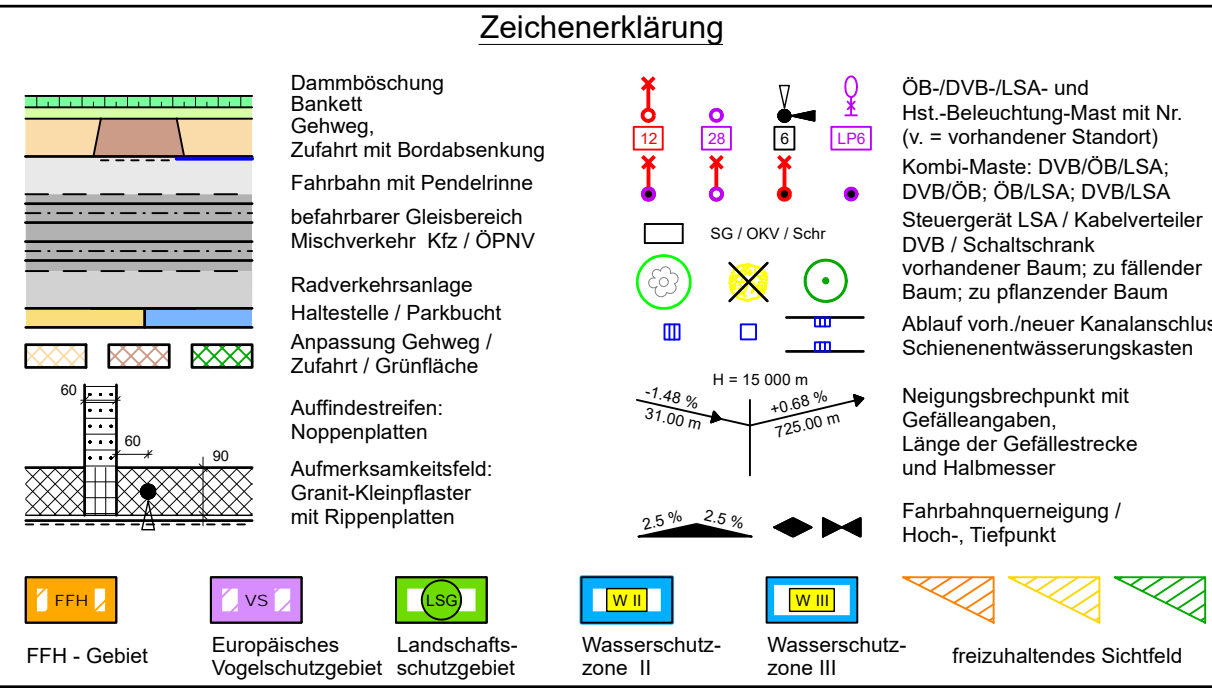 Zeichenerklärung
Dammböschung
Bankett
Gehweg,
Zufahrt mit Bordabsenkung
Fahrbahn mit Pendelrinne
befahrbarer Gleisbereich
Mischverkehr Kfz / ÖPNV
Radverkehrsanlage
Haltestelle / Parkbucht
Anpassung Gehweg /
Zufahrt / Grünfläche
60
60
90
Auffindestreifen:
Noppenplatten
Aufmerksamkeitsfeld:
Granit-Kleinpflaster
mit Rippenplatten
12
28
6
LP6
ÖB-/DVB-/LSA- und
Hst.-Beleuchtung-Mast mit Nr.
(v. = vorhandener Standort)
Kombi-Maste: DVB/ÖB/LSA;
DVB/ÖB; ÖB/LSA; DVB/LSA
SG / OKV / Schr
Steuergerät LSA / Kabelverteiler
DVB / Schaltschrank
vorhandener Baum; zu fällender
Baum; zu pflanzender Baum
Ablauf vorh./neuer Kanalanschlus
Schienenentwässerungskasten
H = 15 000 m
-1.48 %
31.00 m
+0.68 %
725.00 m
Neigungsbrechpunkt mit
Gefälleangaben,
Länge der Gefällestrecke
und Halbmesser
2.5 % 2.5 %
Fahrbahnquerneigung /
Hoch-, Tiefpunkt
FFH
VS
LSG
W II
W III
FFH - Gebiet
Europäisches
Vogelschutzgebiet
Landschafts-
schutzgebiet
Wasserschutz-
zone II
Wasserschutz-
zone III
freizuhaltendes Sichtfeld